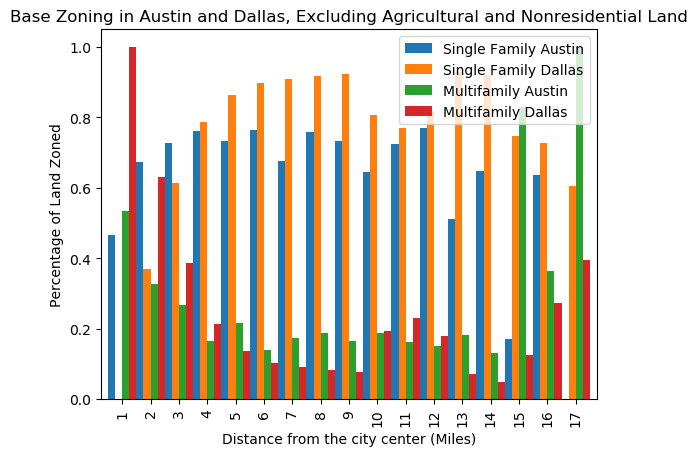 Base Zoning in Austin and Dallas, Excluding Agricultural and Nonresidential Land
Single Family Austin
Single Family Dallas
Multifamily Austin
Multifamily Dallas
Percentage of Land Zoned
1.0
0.8
0.6
0.4
0.2
0.0
1 2 3 4 5 6 7 8 9 10 11 12 13 14 15 16 17
Distance from the city center (Miles)